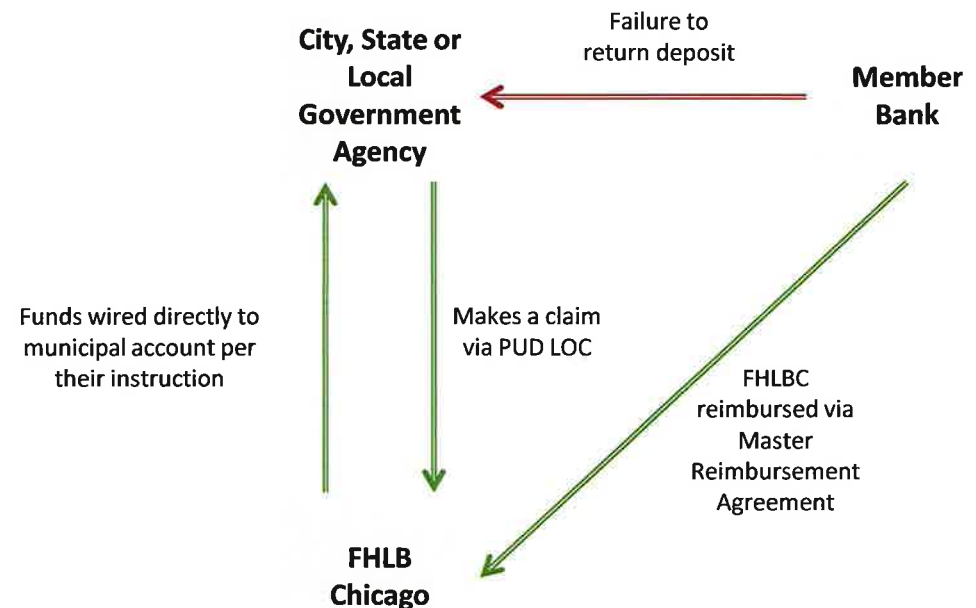 City, State or
Local
Government
Agency
Failure to
return deposit
Member
Bank
Funds wired directly to
municipal account per
their instruction
Makes a claim
via PUD LOC
FHLBC
reimbursed via
Master
Reimbursement
Agreement
FHLB
Chicago